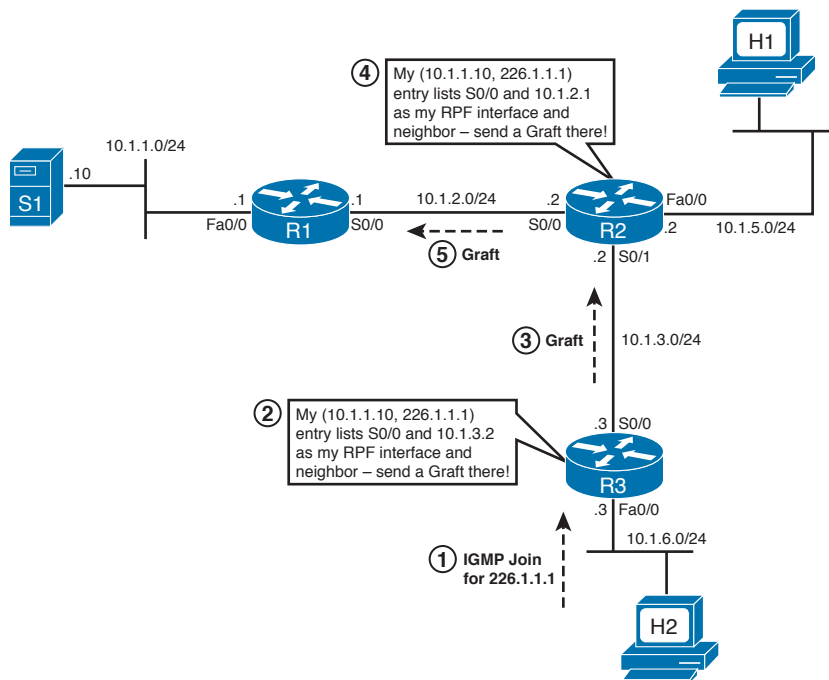 H1
4
My (10.1.1.10, 226.1.1.1)
entry lists S0/0 and 10.1.2.1
as my RPF interface and
neighbor – send a Graft there!
10.1.1.0/24
.10
S1
.1
Fa0/0
R1
.1
S0/0
10.1.2.0/24
.2
S0/0
R2
Fa0/0
.2
10.1.5.0/24
5 Graft
.2 S0/1
3 Graft
10.1.3.0/24
2
My (10.1.1.10, 226.1.1.1)
entry lists S0/0 and 10.1.3.2
as my RPF interface and
neighbor – send a Graft there!
.3 S0/0
R3
.3 Fa0/0
10.1.6.0/24
1 IGMP Join
for 226.1.1.1
H2